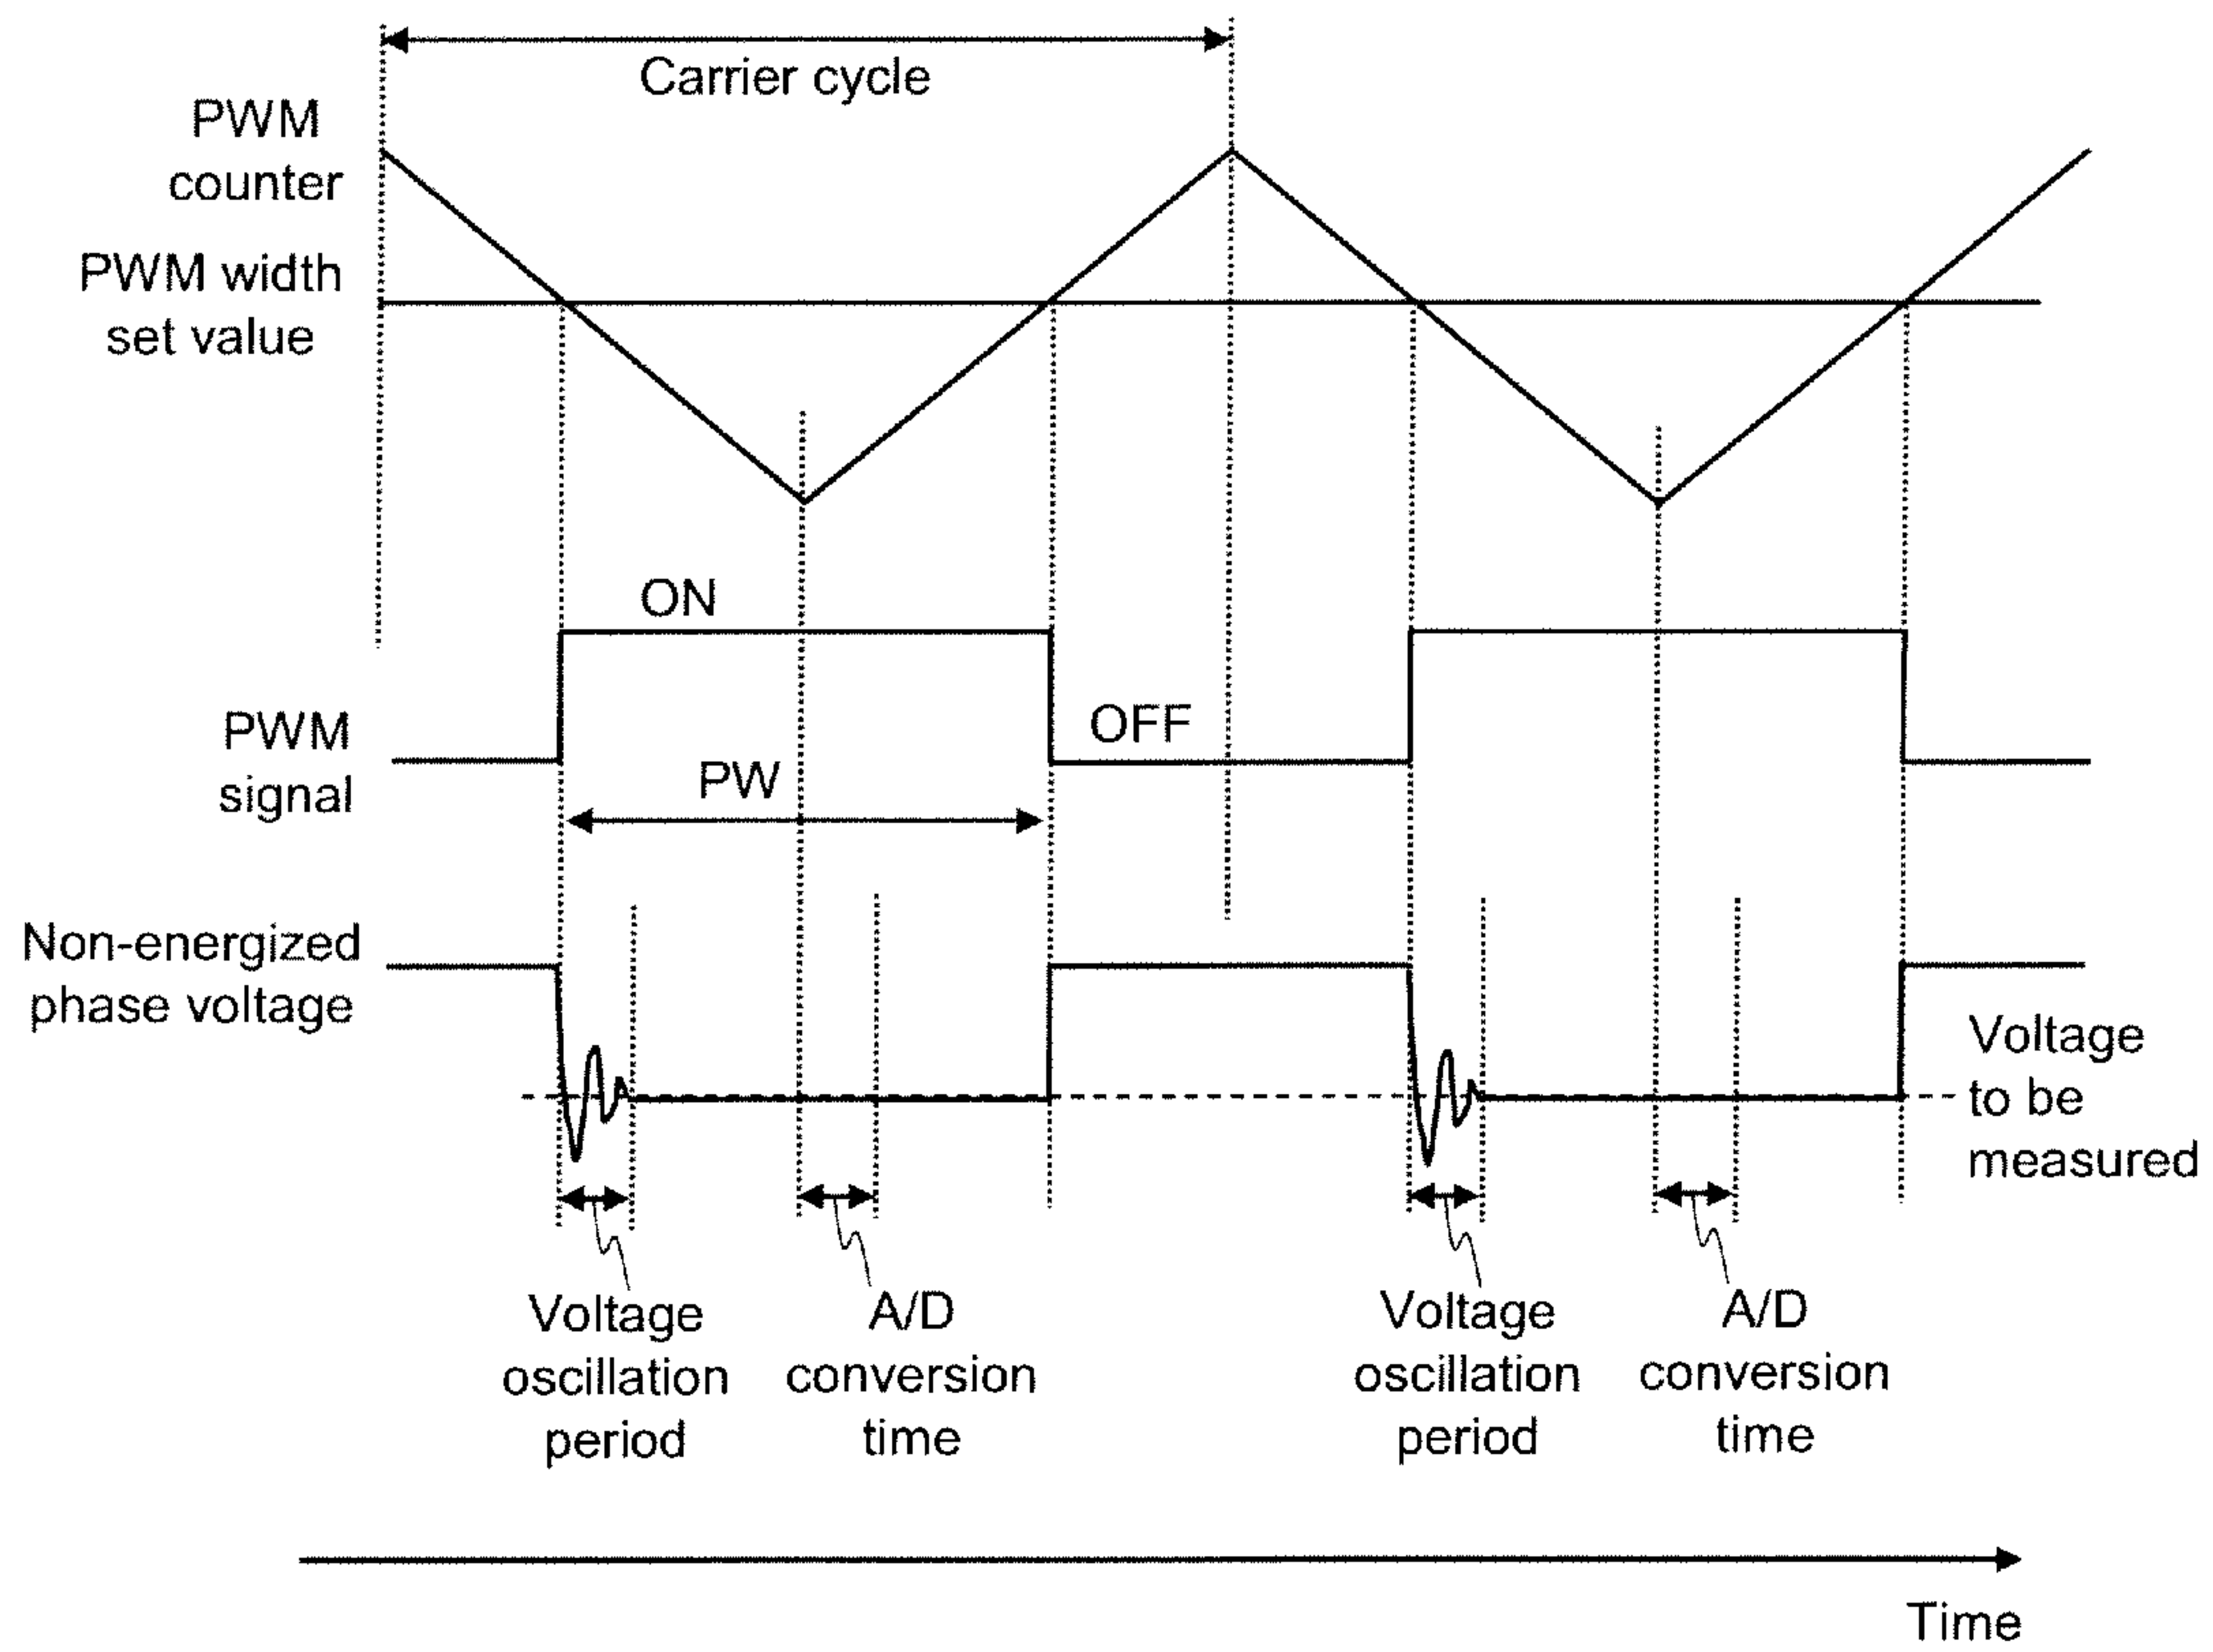 Carrier cycle
PWM
counter
PWM width
set value
ON
OFF
PWM
signal
PW
Non-energized
phase voltage
Voltage
to be
measured
Voltage
oscillation
period
A/D
conversion
time
Voltage
oscillation
period
A/D
conversion
time
Time